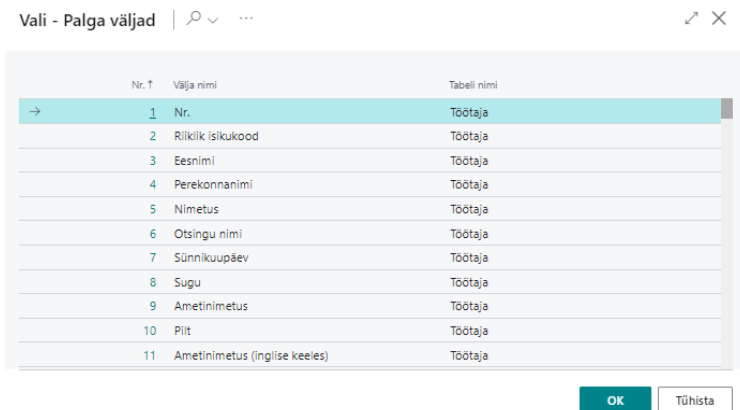 Vali - Palga väljad
Nr. ↑ Välja nimi Tabeli nimi
1 Nr. Töötaja
2 Riiklik isikukood Töötaja
3 Eesnimi Töötaja
4 Perekonnanimi Töötaja
5 Nimetus Töötaja
6 Otsingu nimi Töötaja
7 Sünnikuupäev Töötaja
8 Sugu Töötaja
9 Ametinimetus Töötaja
10 Pilt Töötaja
11 Ametinimetus (inglise keeles) Töötaja
OK Tühista